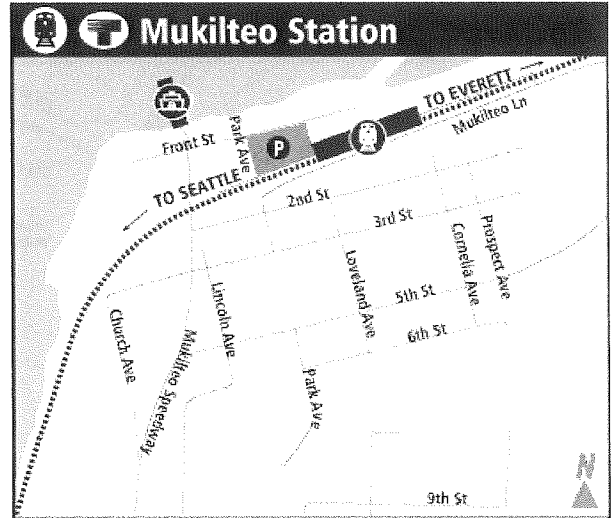 Mukilteo Station
TO EVERETT
Mukilteo Ln
Front St
Park Ave
P
TO SEATTLE
2nd St
3rd St
Prospect Ave
Cornelia Ave
Loveland Ave
Lincoln Ave
5th St
6th St
Church Ave
Mukilteo Speedway
Park Ave
9th St
N